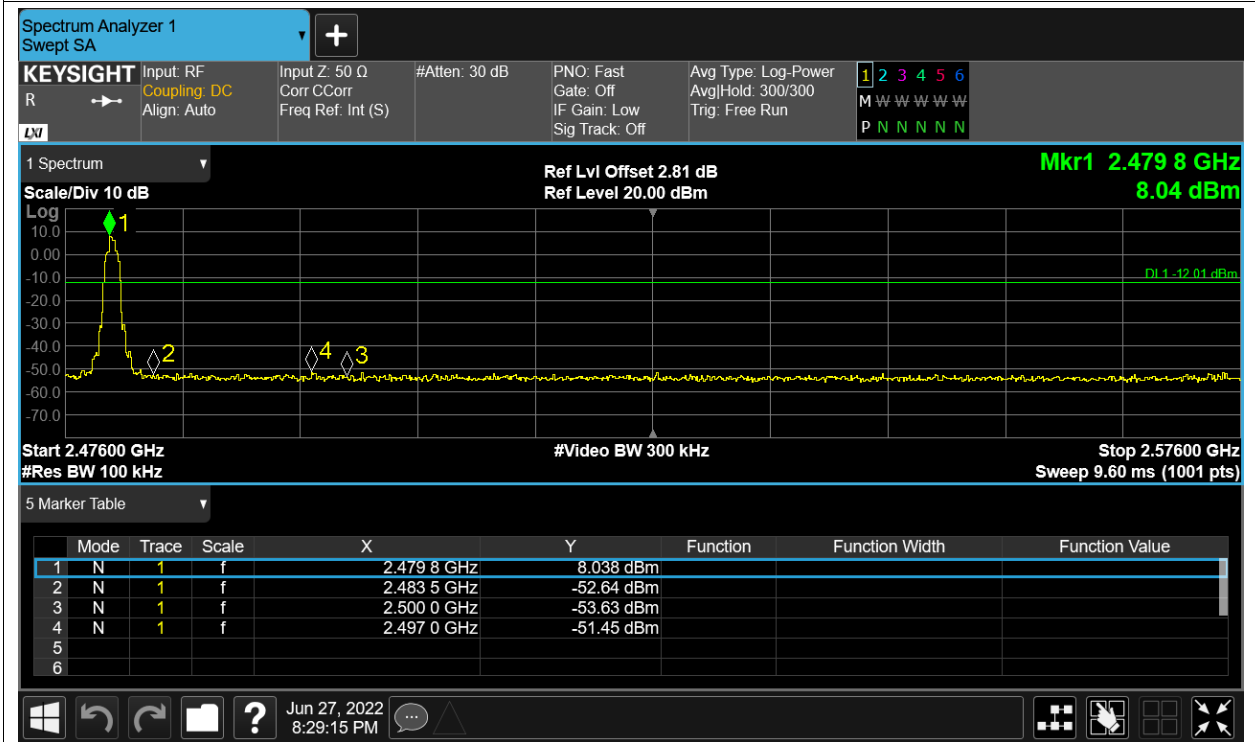 Spectrum Analyzer 1
Swept SA
+
KEYSIGHT Input: RF Input Z: 50 Ω #Atten: 30 dB PNO: Fast Avg Type: Log-Power 1 2 3 4 5 6
R Coupling: DC Corr CCorr Gate: Off Avg|Hold: 300/300 M W W W W W
Align: Auto Freq Ref: Int (S) IF Gain: Low Trig: Free Run
LXI Sig Track: Off P N N N N N
1 Spectrum Ref Lvl Offset 2.81 dB Mkr1 2.479 8 GHz
Scale/Div 10 dB Ref Level 20.00 dBm 8.04 dBm
Log
1
10.0
0.00
-10.0 DL1 -12.01 dBm
-20.0
-30.0
-40.0
2 4 3
-50.0
-60.0
-70.0
Start 2.47600 GHz #Video BW 300 kHz Stop 2.57600 GHz
#Res BW 100 kHz Sweep 9.60 ms (1001 pts)
5 Marker Table
Mode Trace Scale X Y Function Function Width Function Value
1 N 1 f 2.479 8 GHz 8.038 dBm
2 N 1 f 2.483 5 GHz -52.64 dBm
3 N 1 f 2.500 0 GHz -53.63 dBm
4 N 1 f 2.497 0 GHz -51.45 dBm
5
6
? Jun 27, 2022
8:29:15 PM